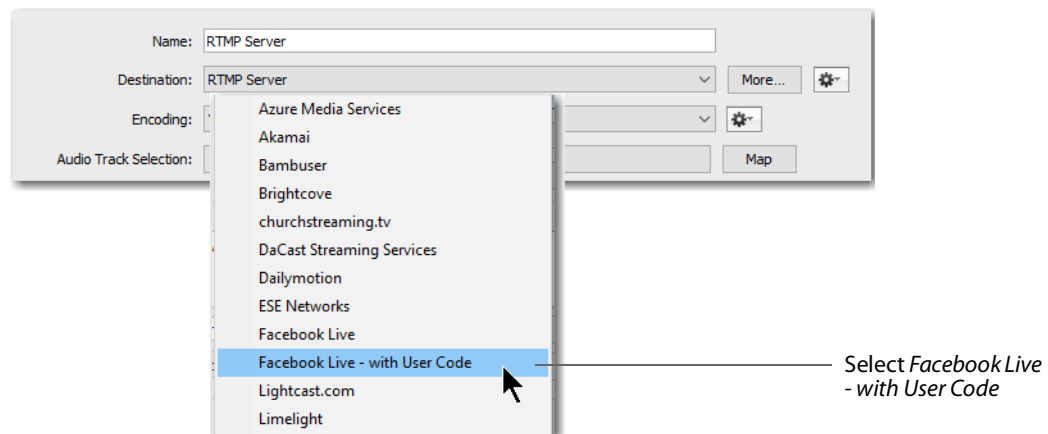 Name: RTMP Server
Destination: RTMP Server More...
Encoding:
Audio Track Selection: Map
Azure Media Services
Akamai
Bambuser
Brightcove
churchstreaming.tv
DaCast Streaming Services
Dailymotion
ESE Networks
Facebook Live
Facebook Live - with User Code
Lightcast.com
Limelight
Select Facebook Live
- with User Code